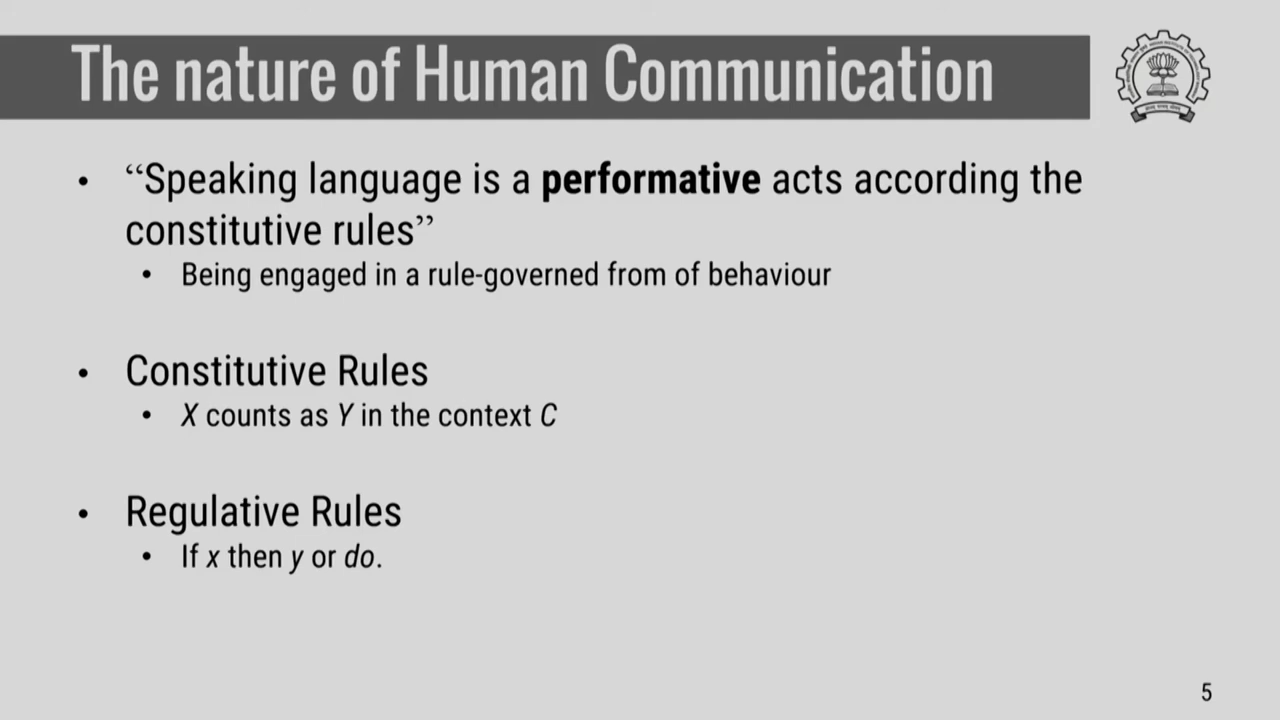 The nature of Human Communication
• “Speaking language is a performative acts according the
constitutive rules”
• Being engaged in a rule-governed from of behaviour
• Constitutive Rules
• X counts as Y in the context C
• Regulative Rules
• If x then y or do.
5